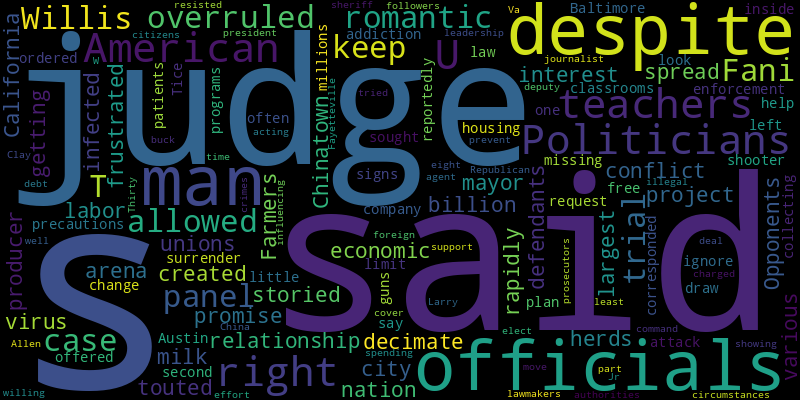 Willis
overruled
resisted
romantic
followers
sheriff
Va
Baltimore
inside
despite
California
W
citizens
president
addiction
leadership
journalist
American
keep
U
law
look
ordered
judge
interest
spread
Fani
millions
Tice
deputy
classrooms
enforcement
infected
frustrated
patients
programs
often
acting
buck
time
Chinatown
Fayetteville
tried
sought
reportedly
housing
prevent
one
teachers
help
left
getting
Politicians
Clay
debt
T
Thirty
man
crimes
influencing
signs
eight
agent
Republican
missing
shooter
conflict
labor
precautions
allowed
Farmers
company
billion
mayor
request
free
illegal
project
producer
well
unions
surrender
said
foreign
economic
support
limit
rapidly
defendants
largest
trial
corresponded
deal
ignore
Opponents
collecting
draw
charged
S
arena
change
created
little
panel
storied
guns
cover
Larry
plan
prosecutors
least
various
virus
promise
China
say
elect
command
attack
showing
Allen
case
offered
Austin
relationship
decimate
herds
milk
second
touted
right
spending
city
officials
move
part
Jr
nation
willing
effort
lawmakers
authorities
circumstances